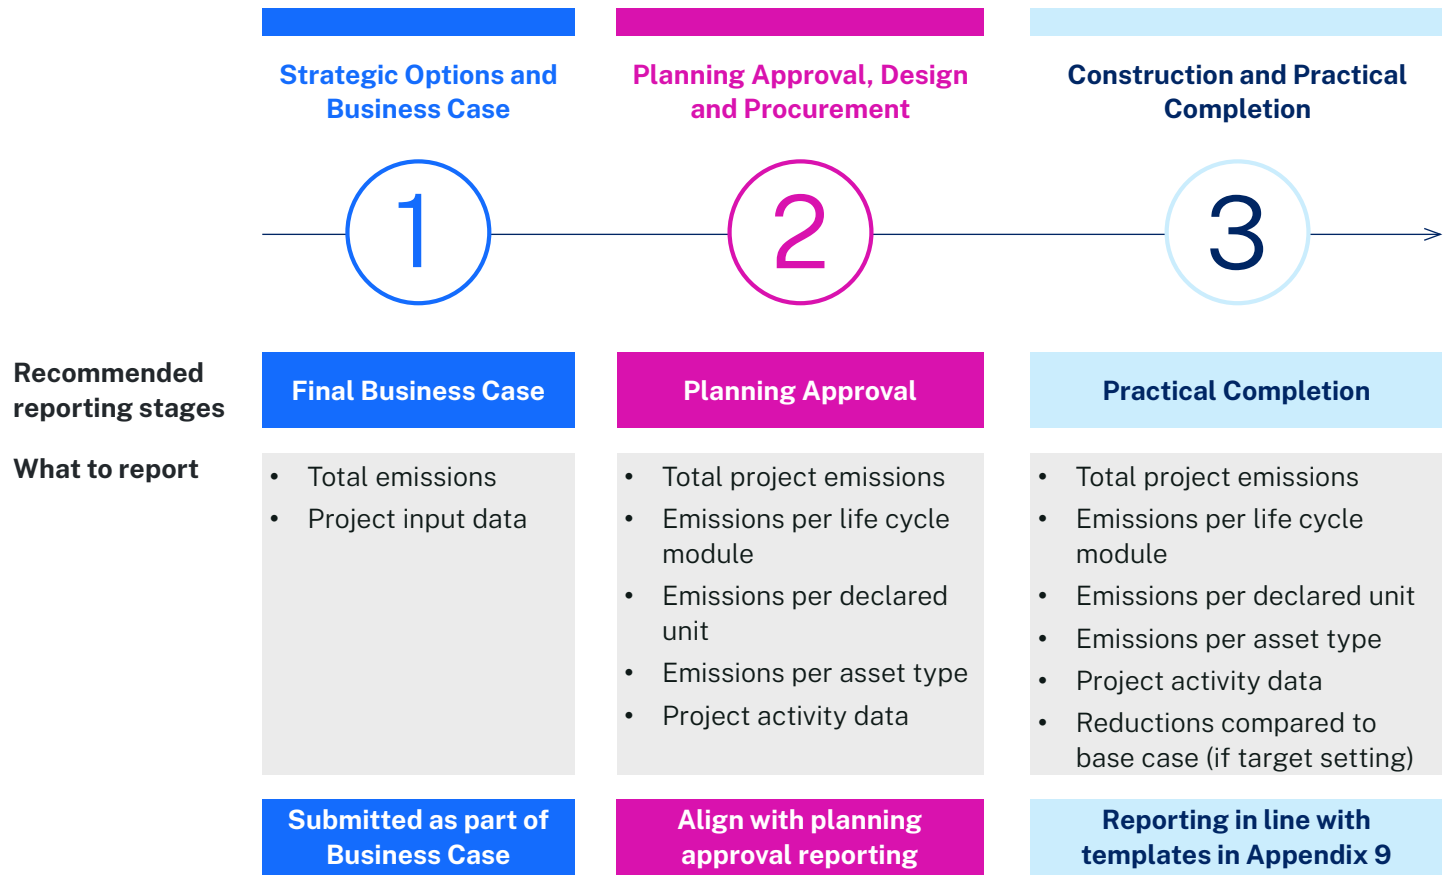 Strategic Options and
Business Case
Planning Approval, Design
and Procurement
Construction and Practical
Completion
1
2
3
Recommended
reporting stages
Final Business Case
Planning Approval
Practical Completion
What to report
• Total emissions
• Project input data
• Total project emissions
• Emissions per life cycle
module
• Emissions per declared
unit
• Emissions per asset type
• Project activity data
• Total project emissions
• Emissions per life cycle
module
• Emissions per declared unit
• Emissions per asset type
• Project activity data
• Reductions compared to
base case (if target setting)
Submitted as part of
Business Case
Align with planning
approval reporting
Reporting in line with
templates in Appendix 9